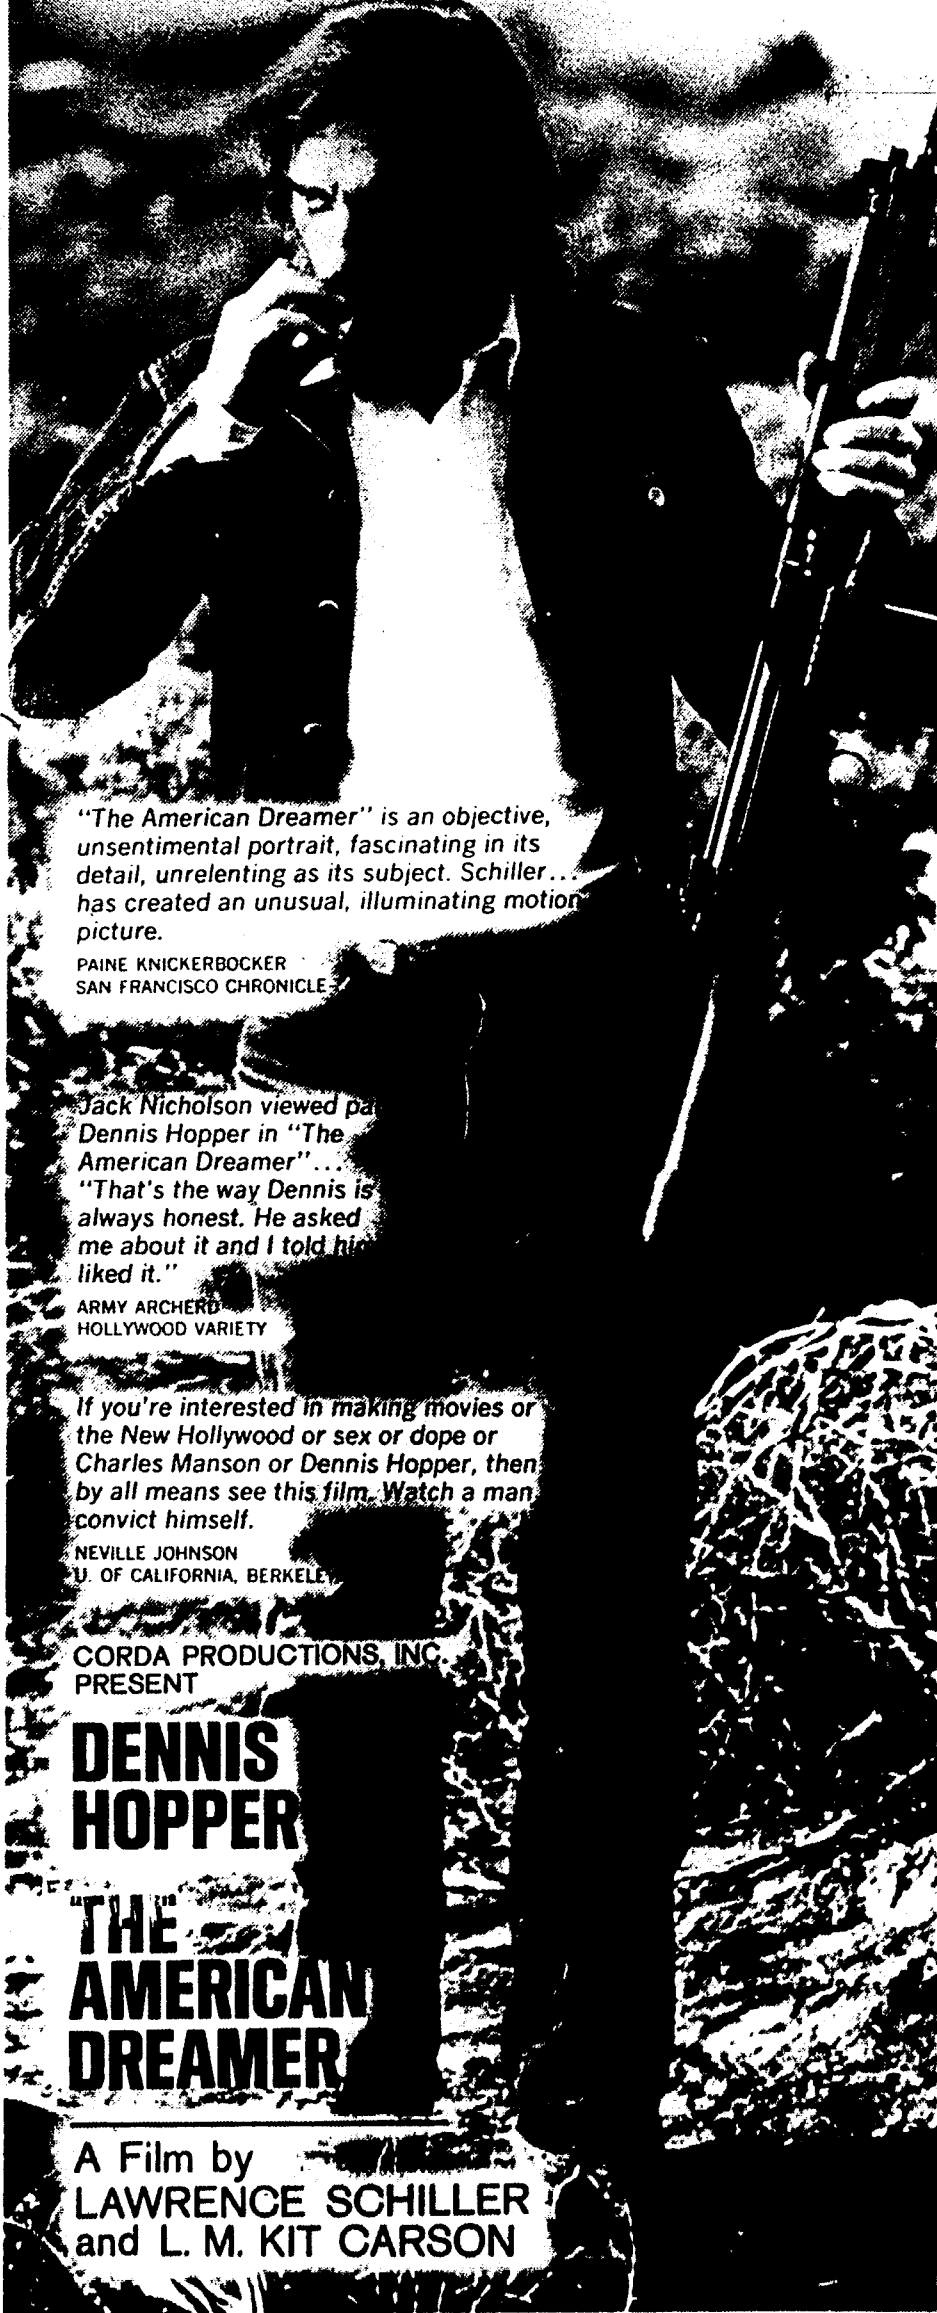 "The American Dreamer" is an objective,
unsentimental portrait, fascinating in its
detail, unrelenting as its subject. Schiller...
has created an unusual, illuminating motion
picture.
PAINE KNICKERBOCKER
SAN FRANCISCO CHRONICLE
Jack Nicholson viewed
Dennis Hopper in "The
American Dreamer"...
"That's the way Dennis is
always honest. He asked
me about it and I told
liked it."
ARMY ARCHERD
HOLLYWOOD VARIETY
If you're interested in making movies or
the New Hollywood or sex or dope or
Charles Manson or Dennis Hopper, then
by all means see this film. Watch a man
convict himself.
NEVILLE JOHNSON
U. OF CALIFORNIA, BERKELEY
CORDA PRODUCTIONS, INC.
PRESENT
DENNIS
HOPPER
"THE"
AMERICAN
DREAMER
A Film by
LAWRENCE SCHILLER
and L. M. KIT CARSON